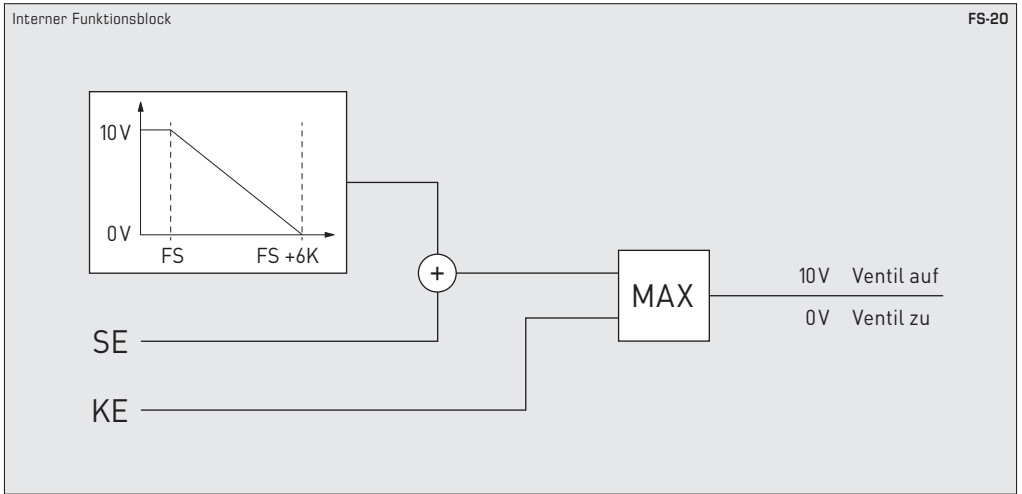 Interner Funktionsblock
FS-20
10 V
0 V
FS
FS +6K
+
SE
KE
MAX
10 V Ventil auf
0 V Ventil zu